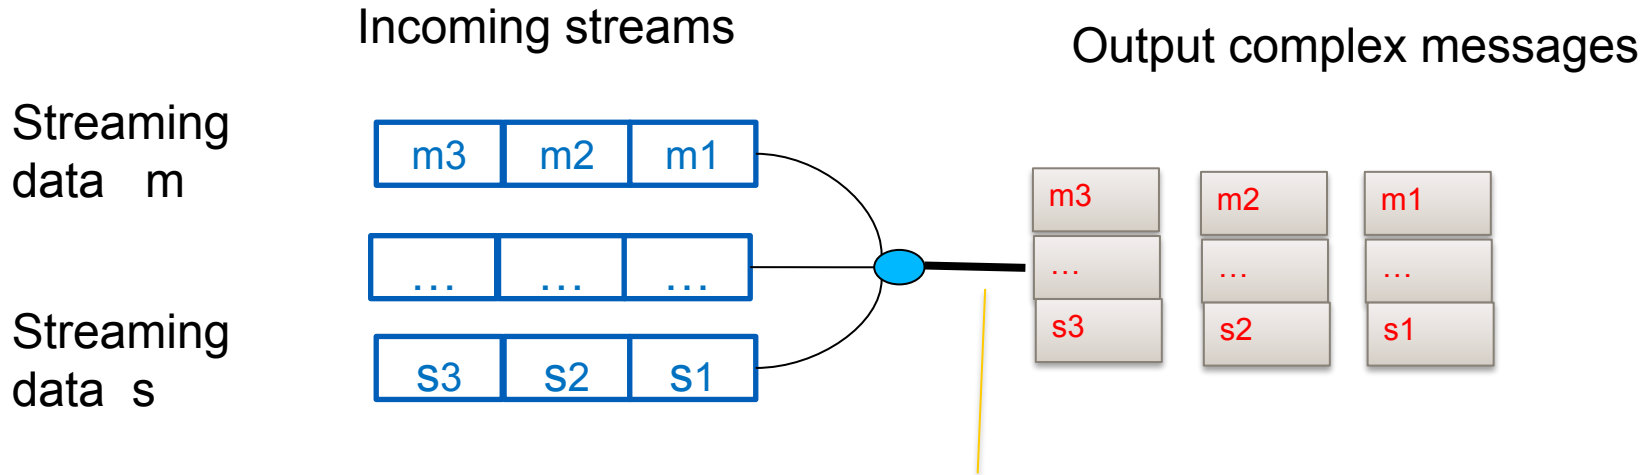 Incoming streams
Output complex messages
Streaming
data m
m3 m2 m1
… … …
Streaming
data s
s3 s2 s1
m3 m2 m1
… … …
s3 s2 s1